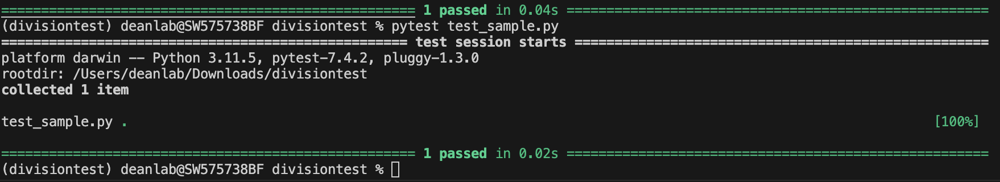 ==================================================== 1 passed in 0.04s =====================================================
(divisiontest) deanlab@SW575738BF divisiontest % pytest test_sample.py
=================================================== test session starts ====================================================
platform darwin -- Python 3.11.5, pytest-7.4.2, pluggy-1.3.0
rootdir: /Users/deanlab/Downloads/divisiontest
collected 1 item
test_sample.py . [100%]
==================================================== 1 passed in 0.02s =====================================================
(divisiontest) deanlab@SW575738BF divisiontest %